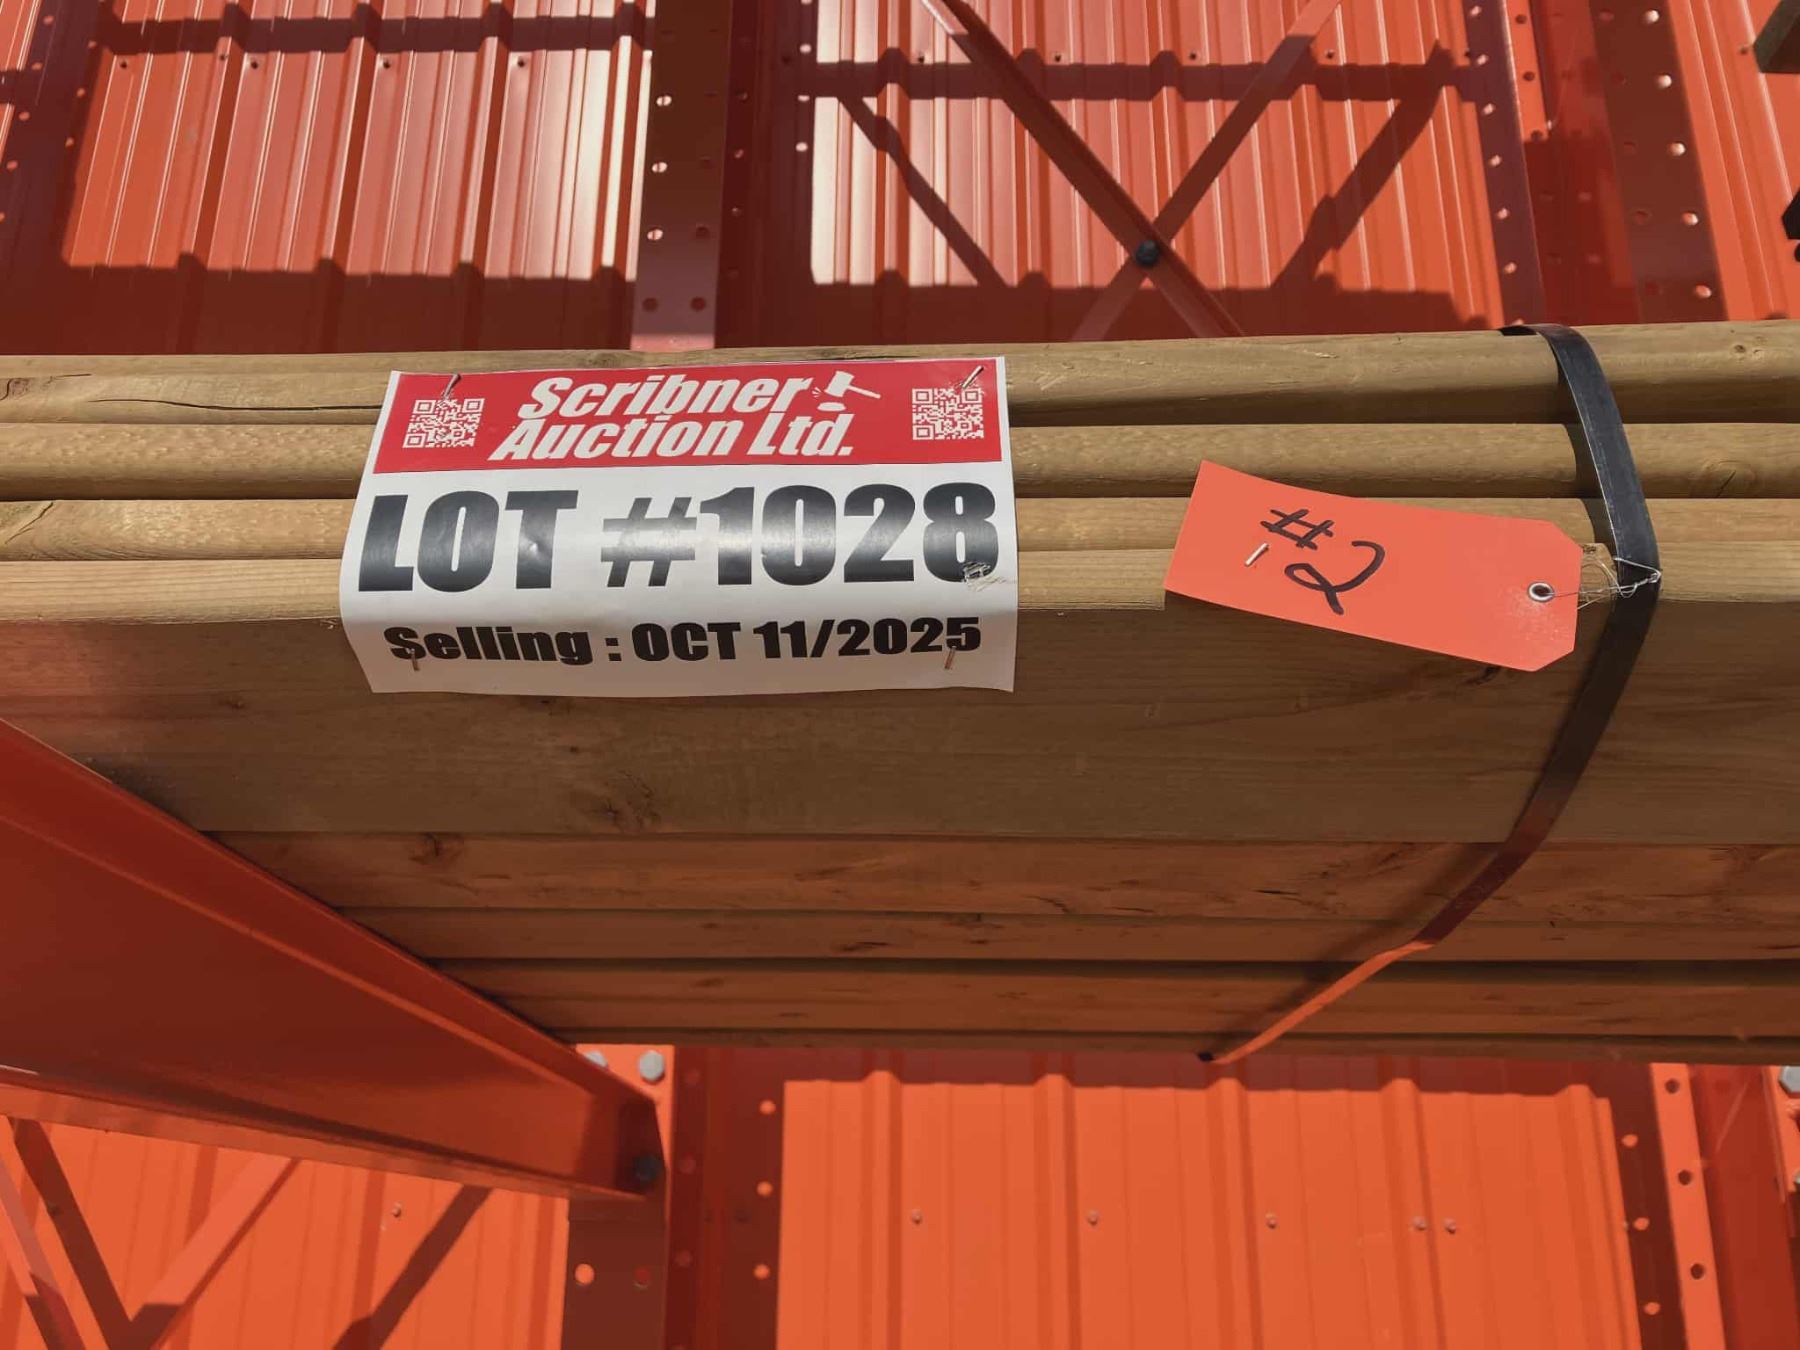 Scribner
Auction Ltd.
LOT #1028
Selling : OCT 11/2025
#2